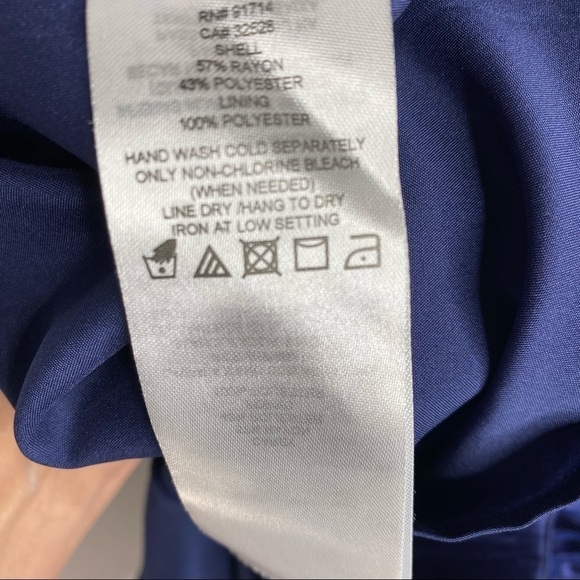 RN# 91714
CA# 32528
SHELL
57% RAYON
43% POLYESTER
LINING
100% POLYESTER
HAND WASH COLD SEPARATELY
ONLY NON-CHLORINE BLEACH
(WHEN NEEDED)
LINE DRY /HANG TO DRY
IRON AT LOW SETTING